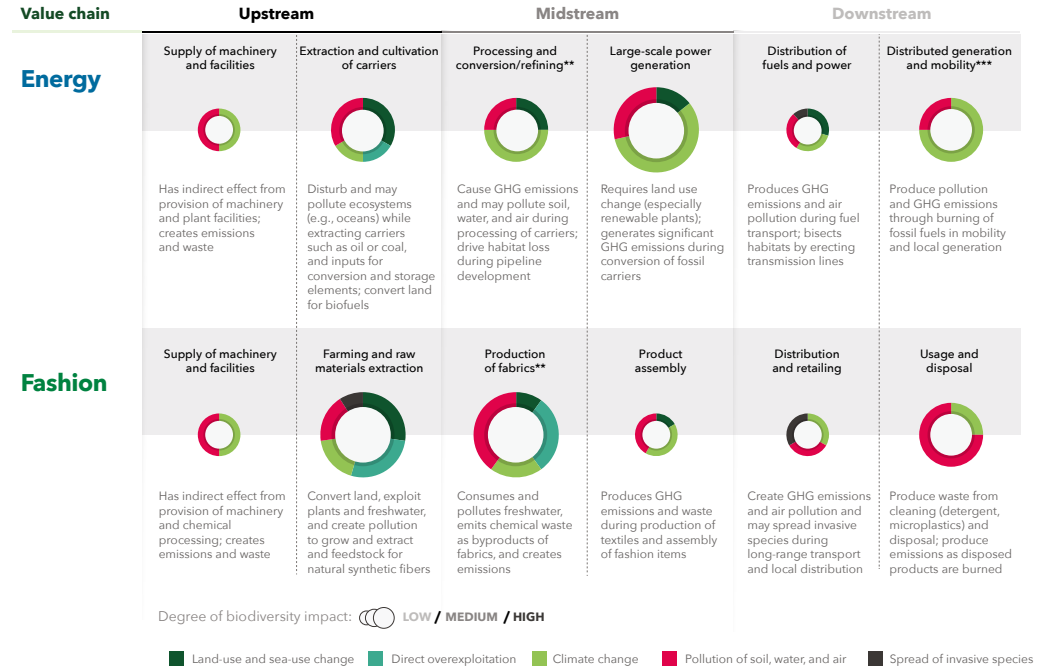 Value chain
Upstream
Midstream
Downstream
Energy
Supply of machinery
and facilities
Extraction and cultivation
of carriers
Processing and
conversion/refining**
Large-scale power
generation
Distribution of
fuels and power
Distributed generation
and mobility***
Has indirect effect from
provision of machinery
and plant facilities;
creates emissions
and waste
Disturb and may
pollute ecosystems
(e.g., oceans) while
extracting carriers
such as oil or coal,
and inputs for
conversion and storage
elements; convert land
for biofuels
Cause GHG emissions
and may pollute soil,
water, and air during
processing of carriers;
drive habitat loss
during pipeline
development
Requires land use
change (especially
renewable plants);
generates significant
GHG emissions during
conversion of fossil
carriers
Produces GHG
emissions and air
pollution during fuel
transport; bisects
habitats by erecting
transmission lines
Produce pollution
and GHG emissions
through burning of
fossil fuels in mobility
and local generation
Fashion
Supply of machinery
and facilities
Farming and raw
materials extraction
Production
of fabrics**
Product
assembly
Distribution
and retailing
Usage and
disposal
Has indirect effect from
provision of machinery
and chemical
processing; creates
emissions and waste
Convert land, exploit
plants and freshwater,
and create pollution
to grow and extract
and feedstock for
natural synthetic fibers
Consumes and
pollutes freshwater,
emits chemical waste
as byproducts of
fabrics, and creates
emissions
Produces GHG
emissions and waste
during production of
textiles and assembly
of fashion items
Create GHG emissions
and air pollution and
may spread invasive
species during
long-range transport
and local distribution
Produce waste from
cleaning (detergent,
microplastics) and
disposal; produce
emissions as disposed
products are burned
Degree of biodiversity impact: LOW / MEDIUM / HIGH
Land-use and sea-use change
Direct overexploitation
Climate change
Pollution of soil, water, and air
Spread of invasive species